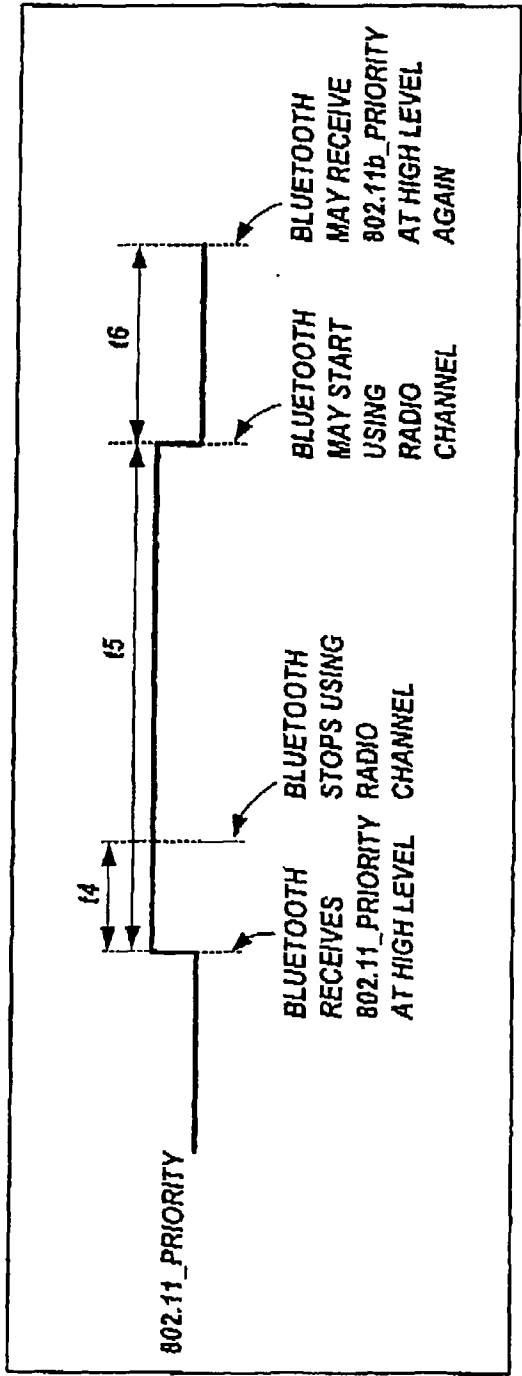 802.11_PRIORITY
t4
t5
t6
BLUETOOTH
RECEIVES
802.11_PRIORITY
AT HIGH LEVEL
BLUETOOTH
STOPS USING
RADIO
CHANNEL
BLUETOOTH
MAY START
USING
RADIO
CHANNEL
BLUETOOTH
MAY RECEIVE
802.11b_PRIORITY
AT HIGH LEVEL
AGAIN